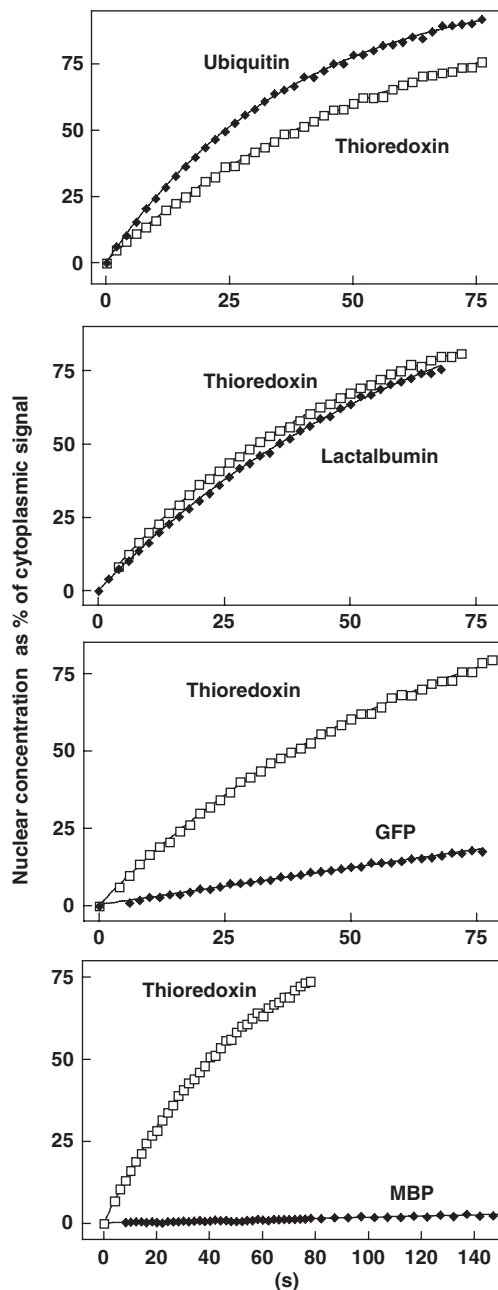 Nuclear concentration as % of cytoplasmic signal
75
50
25
0
Ubiquitin
Thioredoxin
0 25 50 75
75
50
25
0
Thioredoxin
Lactalbumin
0 25 50 75
75
50
25
0
Thioredoxin
GFP
0 25 50 75
75
50
25
0
Thioredoxin
MBP
0 20 40 60 80 100 120 140
(s)